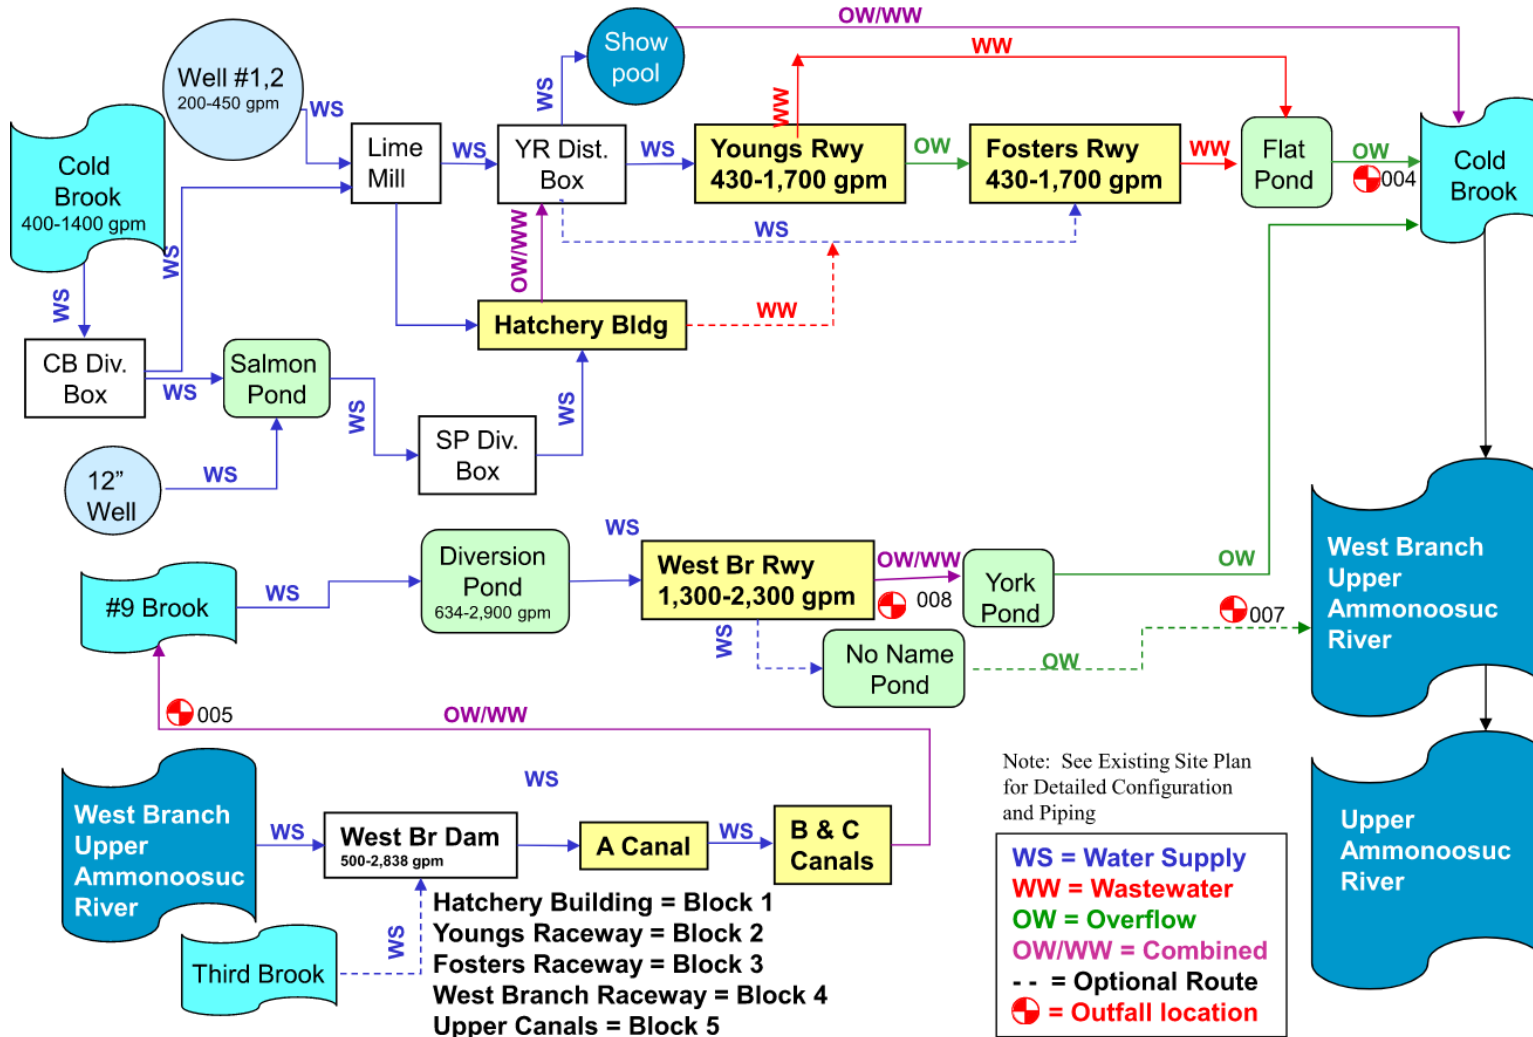 OW/WW
Show
pool
WW
Well #1,2
200-450 gpm
WS
WS
WW
Cold
Brook
400-1400 gpm
Lime
Mill
WS
YR Dist.
Box
WS
Youngs Rwy
430-1,700 gpm
OW
Fosters Rwy
430-1,700 gpm
WW
Flat
Pond
OW
004
Cold
Brook
WS
WS
OW/WW
WS
WS
Hatchery Bldg
WW
CB Div.
Box
WS
Salmon
Pond
WS
WS
SP Div.
Box
12”
Well
WS
WS
Diversion
Pond
634-2,900 gpm
West Br Rwy
1,300-2,300 gpm
OW/WW
008
York
Pond
OW
007
West Branch
Upper
Ammonoosuc
River
#9 Brook
WS
WS
No Name
Pond
OW
005
OW/WW
West Branch
Upper
Ammonoosuc
River
WS
West Br Dam
500-2,838 gpm
WS
A Canal
WS
B & C
Canals
Third Brook
WS
Hatchery Building = Block 1
Youngs Raceway = Block 2
Fosters Raceway = Block 3
West Branch Raceway = Block 4
Upper Canals = Block 5
Note: See Existing Site Plan
for Detailed Configuration
and Piping
WS = Water Supply
WW = Wastewater
OW = Overflow
OW/WW = Combined
- - = Optional Route
= Outfall location
Upper
Ammonoosuc
River